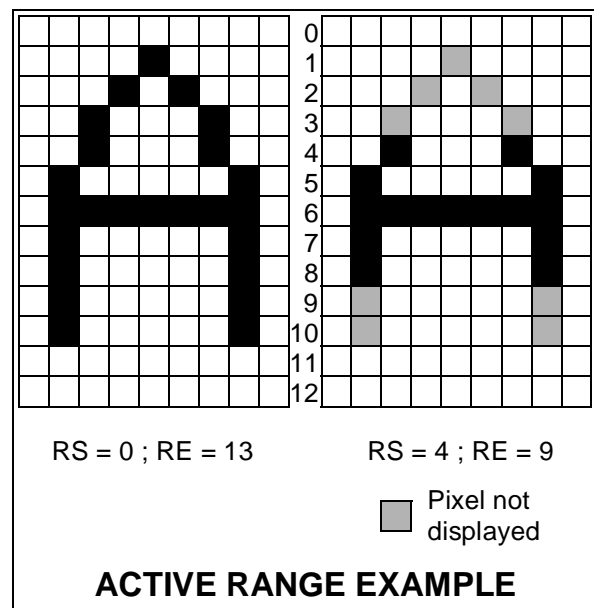 0
1
2
3
4
5
6
7
8
9
10
11
12
RS = 0 ; RE = 13
RS = 4 ; RE = 9
Pixel not
displayed
ACTIVE RANGE EXAMPLE